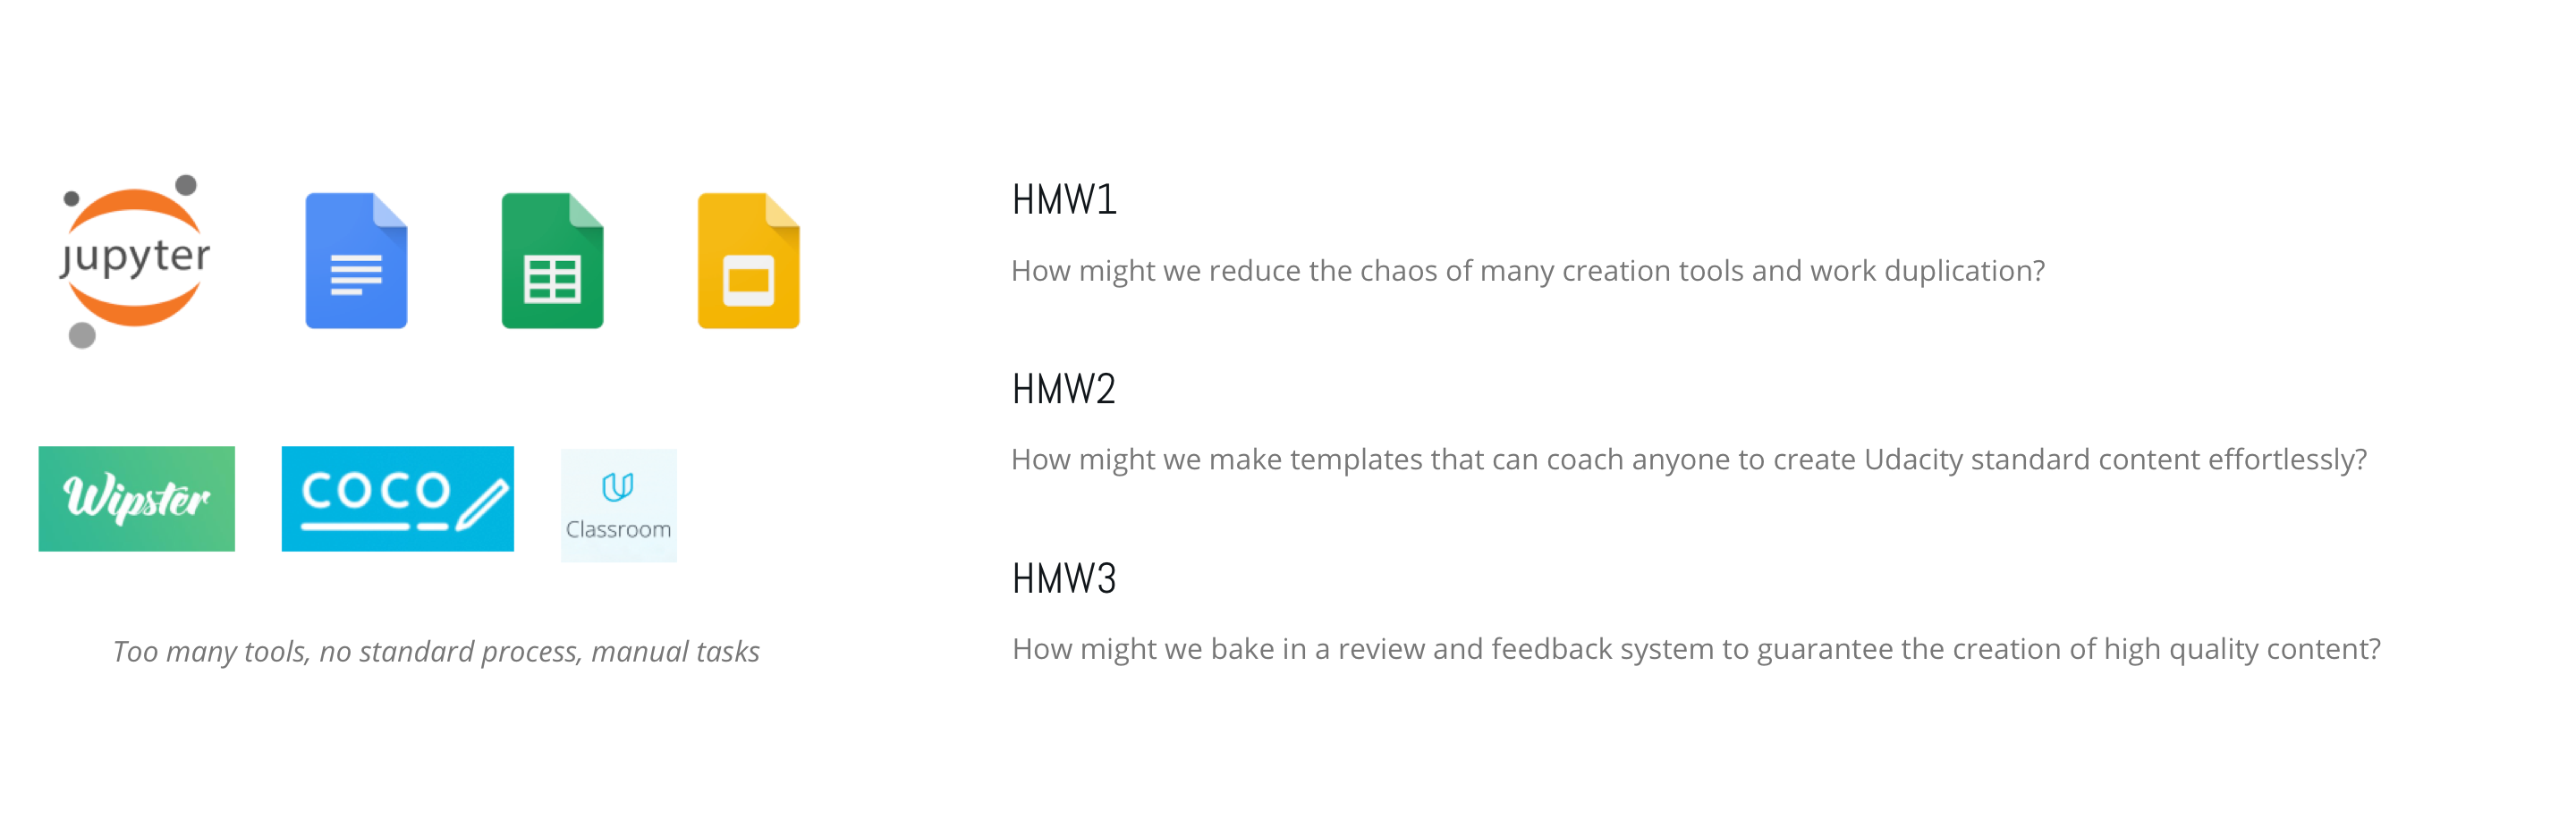 jupyter
Wipster
COCO
Classroom
Too many tools, no standard process, manual tasks
HMW1
How might we reduce the chaos of many creation tools and work duplication?
HMW2
How might we make templates that can coach anyone to create Udacity standard content effortlessly?
HMW3
How might we bake in a review and feedback system to guarantee the creation of high quality content?